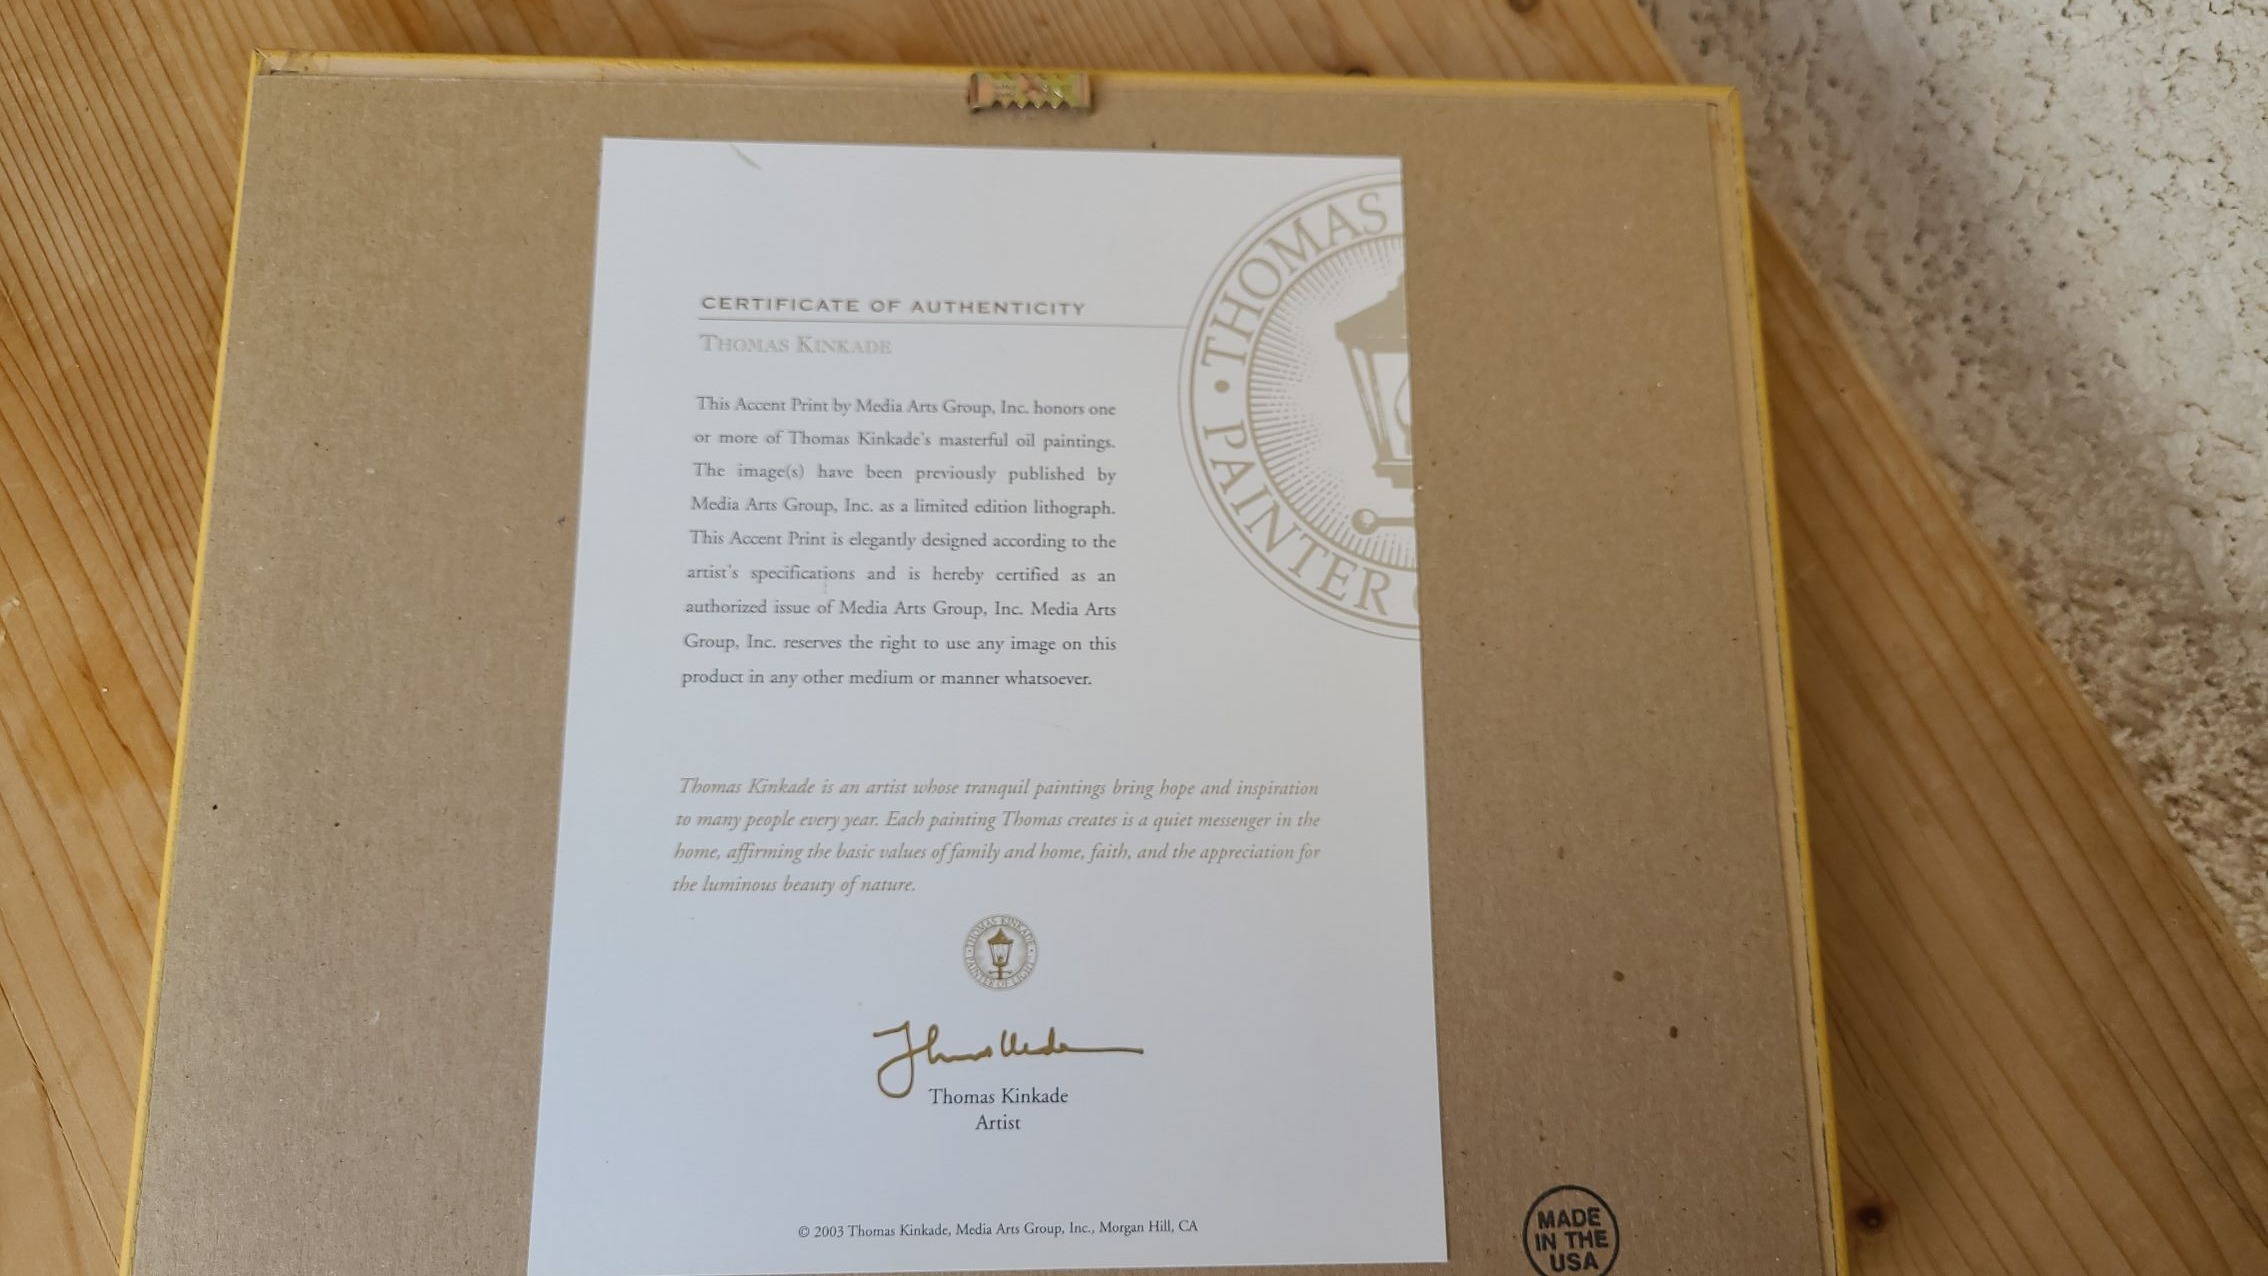 CERTIFICATE OF AUTHENTICITY
THOMAS KINKADE
This Accent Print by Media Arts Group, Inc. honors one
or more of Thomas Kinkade's masterful oil paintings.
The image(s) have been previously published by
Media Arts Group, Inc. as a limited edition lithograph.
This Accent Print is elegantly designed according to the
artist's specifications and is hereby certified as an
authorized issue of Media Arts Group, Inc. Media Arts
Group, Inc. reserves the right to use any image on this
product in any other medium or manner whatsoever.
THOMAS
PAINTER
Thomas Kinkade is an artist whose tranquil paintings bring hope and inspiration
to many people every year. Each painting Thomas creates is a quiet messenger in the
home, affirming the basic values of family and home, faith, and the appreciation for
the luminous beauty of nature.
THOMAS KINKADE
PAINTER OF LIGHT
Thomas Kinkade
Artist
© 2003 Thomas Kinkade, Media Arts Group, Inc., Morgan Hill, CA
MADE
IN THE
USA